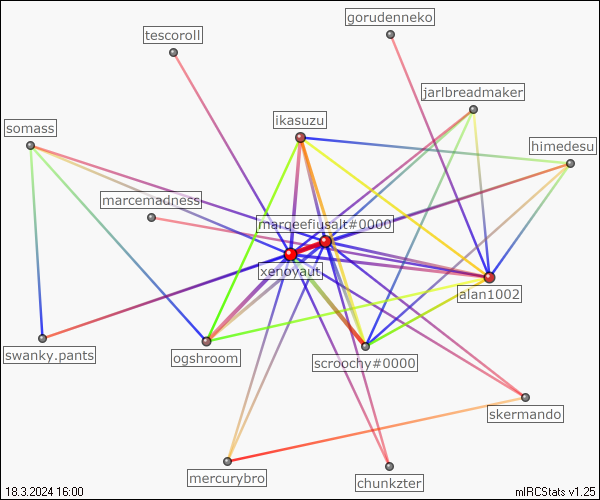 gorudenneko
tescoroll
jarlbreadmaker
ikasuzu
somass
himedesu
marcemadness
marqeefiusalt#0000
xenoyaut
alan1002
swanky.pants
ogshroom
scroochy#0000
skermando
mercurybro
chunkzter
18.3.2024 16:00
mIRCStats v1.25